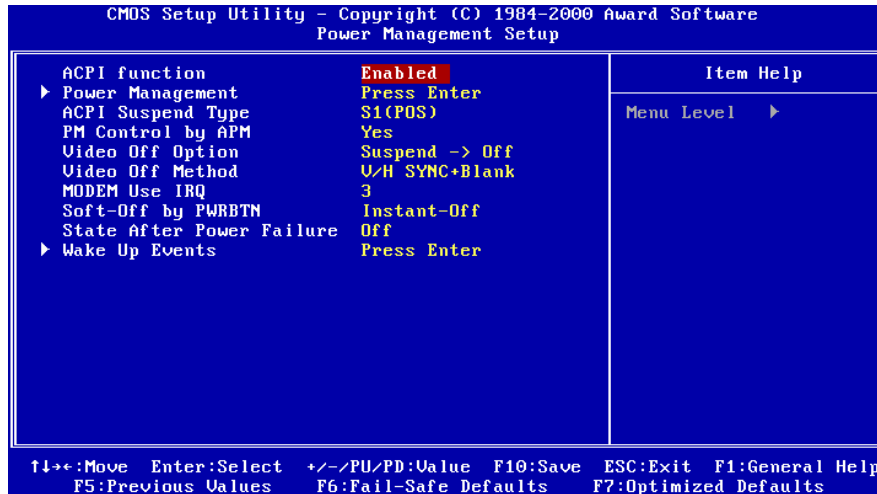 CMOS Setup Utility - Copyright (C) 1984-2000 Award Software
Power Management Setup
ACPI function Enabled
Power Management Press Enter
ACPI Suspend Type S1(POS)
PM Control by APM Yes
Video Off Option Suspend -> Off
Video Off Method V/H SYNC+Blank
MODEM Use IRQ 3
Soft-Off by PWRBTN Instant-Off
State After Power Failure Off
Wake Up Events Press Enter
Item Help
Menu Level
↑↓→←:Move Enter:Select +/-/PU/PD:Value F10:Save ESC:Exit F1:General Help
F5:Previous Values F6:Fail-Safe Defaults F7:Optimized Defaults